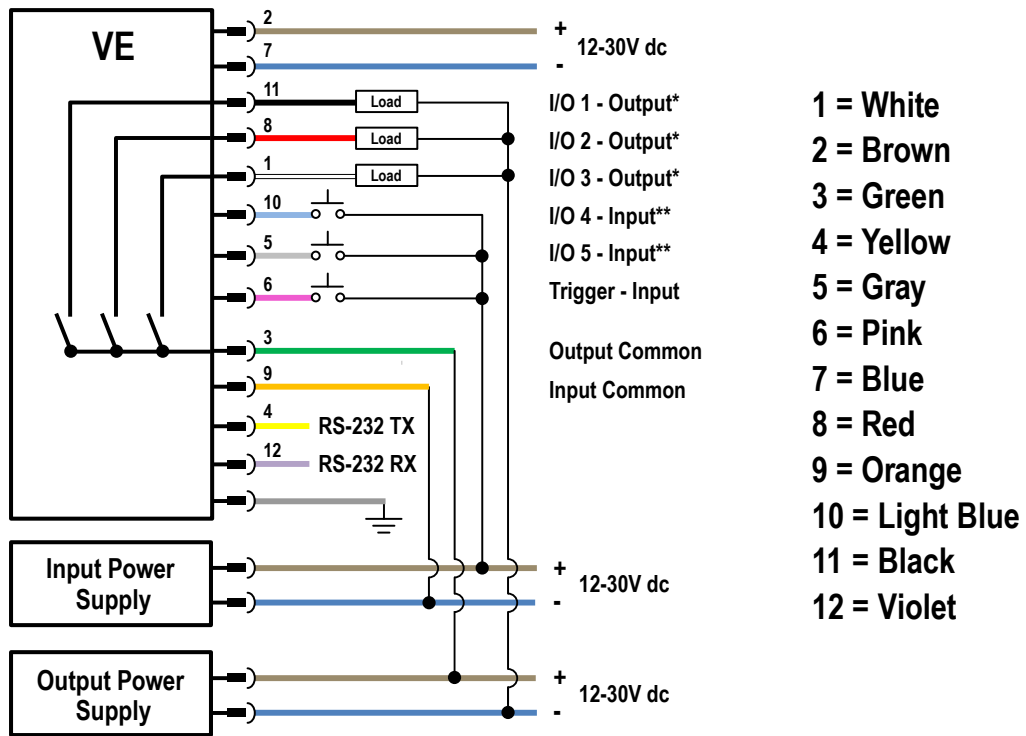 VE
2
+
12-30V dc
7
-
11
Load
I/O 1 - Output*
8
Load
I/O 2 - Output*
1
Load
I/O 3 - Output*
10
I/O 4 - Input**
5
I/O 5 - Input**
6
Trigger - Input
3
Output Common
9
Input Common
4
RS-232 TX
12
RS-232 RX
Input Power
Supply
+
12-30V dc
-
Output Power
Supply
+
12-30V dc
-
1 = White
2 = Brown
3 = Green
4 = Yellow
5 = Gray
6 = Pink
7 = Blue
8 = Red
9 = Orange
10 = Light Blue
11 = Black
12 = Violet